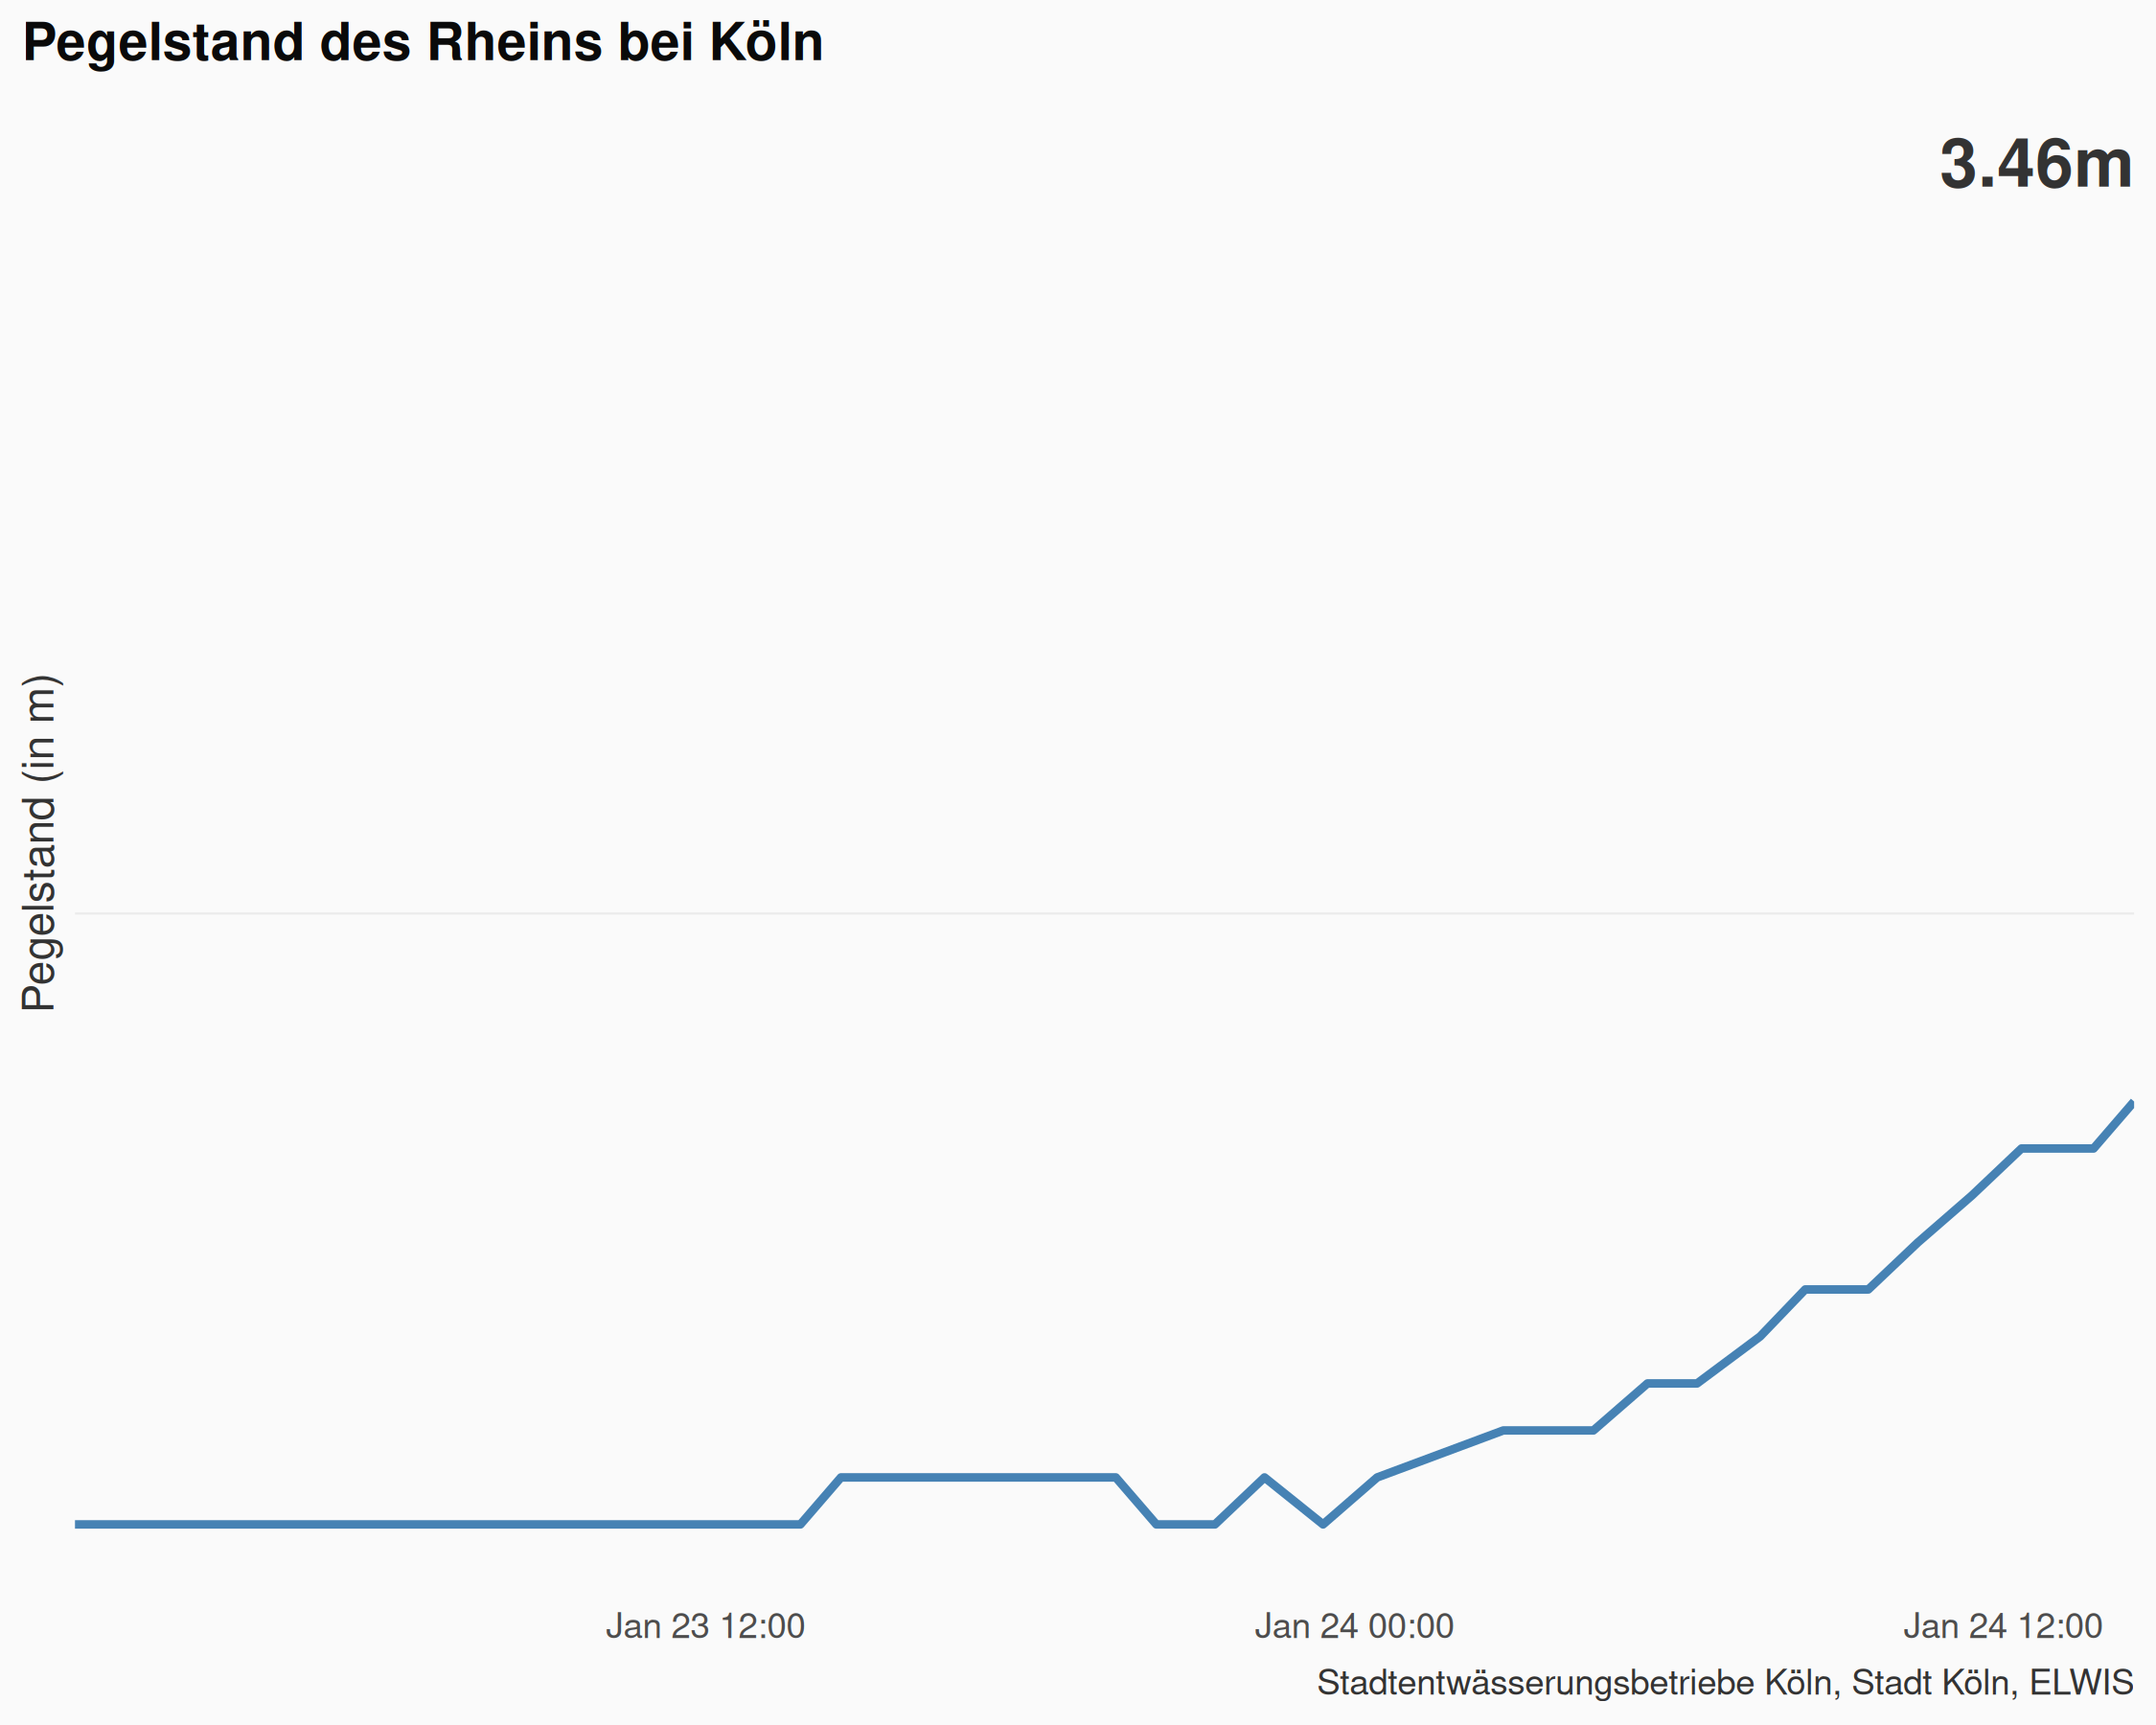 Pegelstand des Rheins bei Köln
3.46m
Pegelstand (in m)
Jan 23 12:00
Jan 24 00:00
Jan 24 12:00
Stadtentwässerungsbetriebe Köln, Stadt Köln, ELWIS